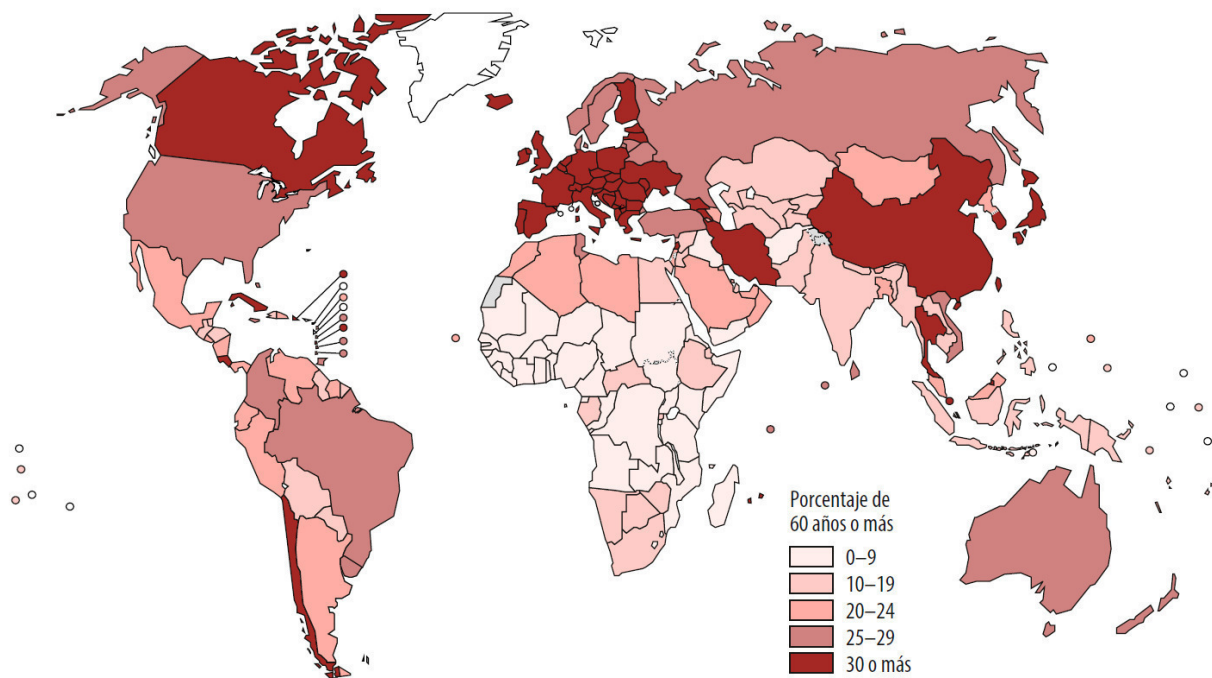 Porcentaje de
60 años o más
0–9
10–19
20–24
25–29
30 o más